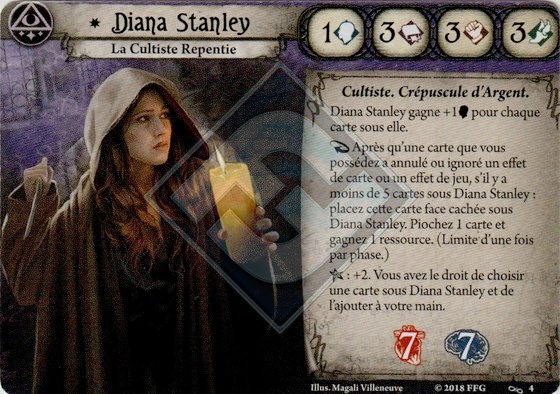 Diana Stanley
La Cultiste Repentie
1 3 3 3
Cultiste. Crépuscule d'Argent.
Diana Stanley gagne +1 pour chaque
carte sous elle.
Après qu'une carte que vous
possédez a annulé ou ignoré un effet
de carte ou un effet de jeu, s'il y a
moins de 5 cartes sous Diana Stanley :
placez cette carte face cachée sous
Diana Stanley. Piochez 1 carte et
gagnez 1 ressource. (Limite d'une fois
par phase.)
: +2. Vous avez le droit de choisir
une carte sous Diana Stanley et de
l'ajouter à votre main.
7 7
Illus. Magali Villeneuve © 2018 FFG 4